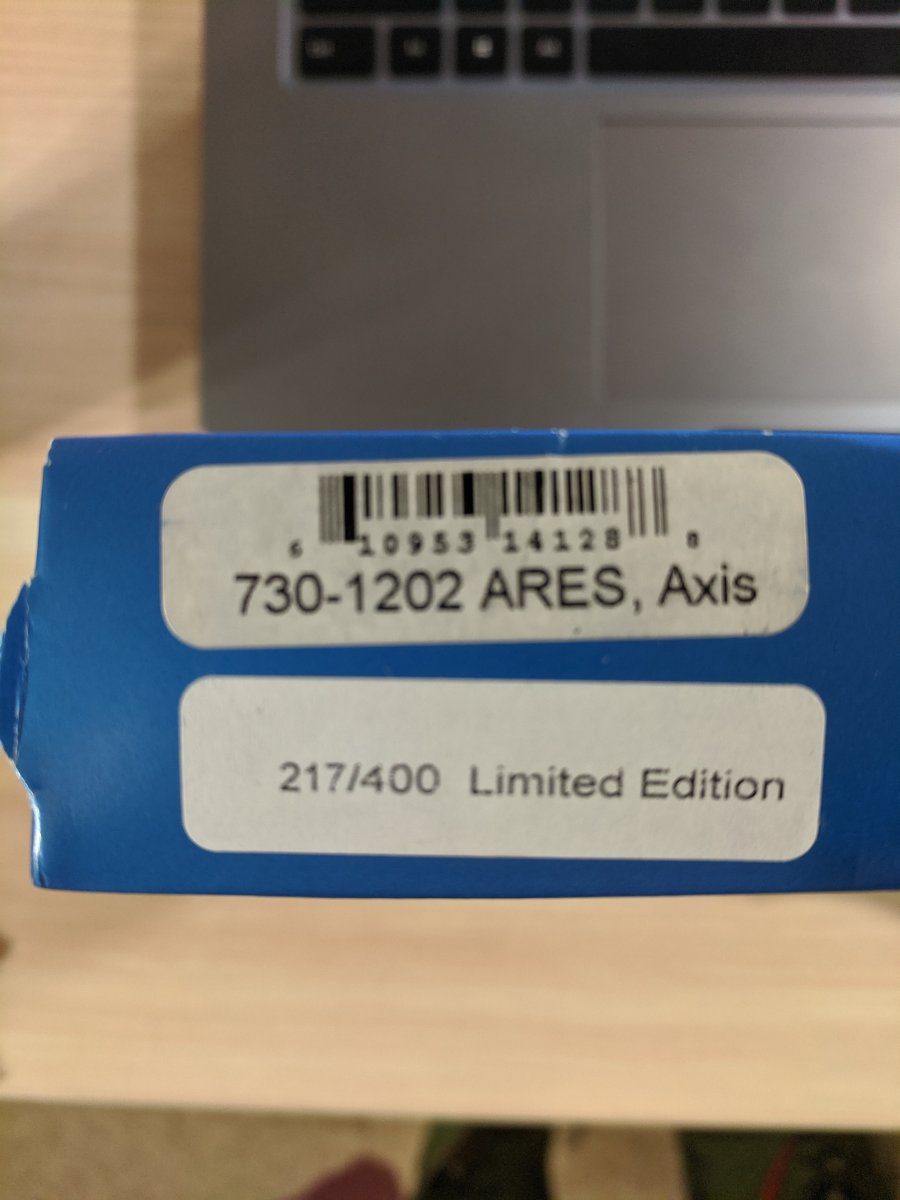 6 10953 14128 8
730-1202 ARES, Axis
217/400 Limited Edition